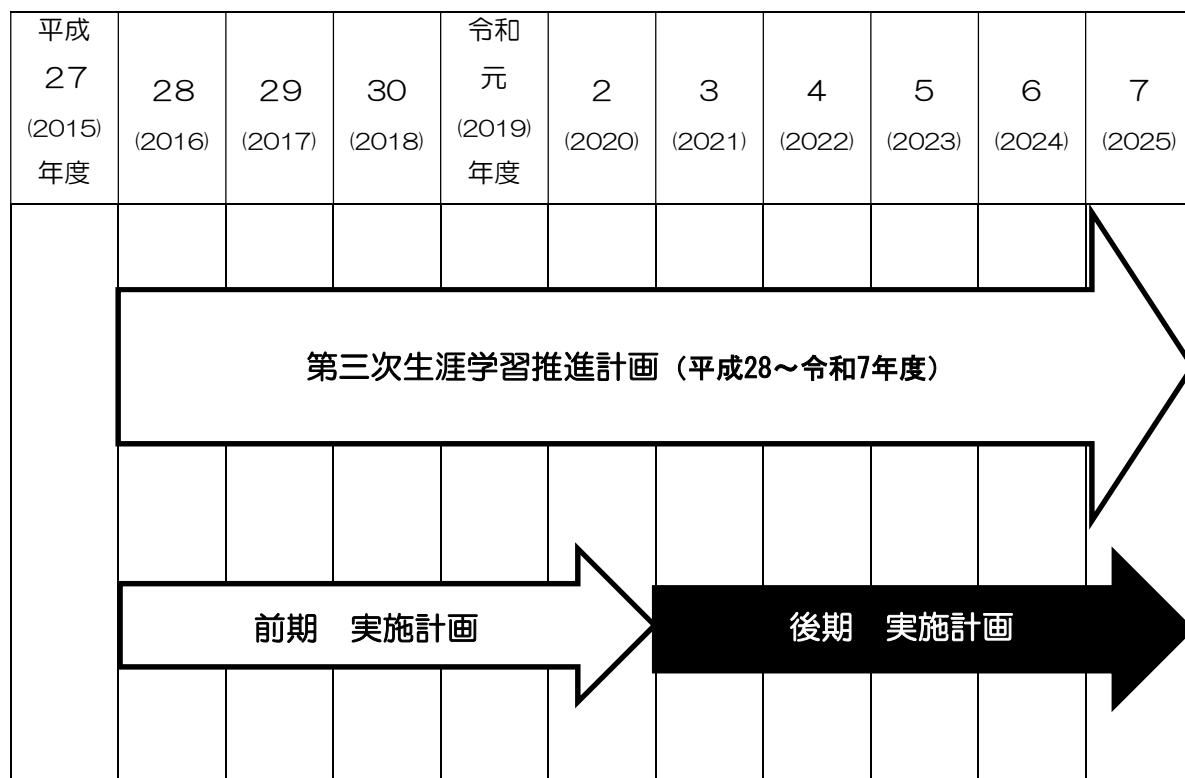 平成
27
(2015)
年度
28
(2016)
29
(2017)
30
(2018)
令和
元
(2019)
年度
2
(2020)
3
(2021)
4
(2022)
5
(2023)
6
(2024)
7
(2025)
第三次生涯学習推進計画（平成28～令和7年度）
前期　実施計画
後期　実施計画